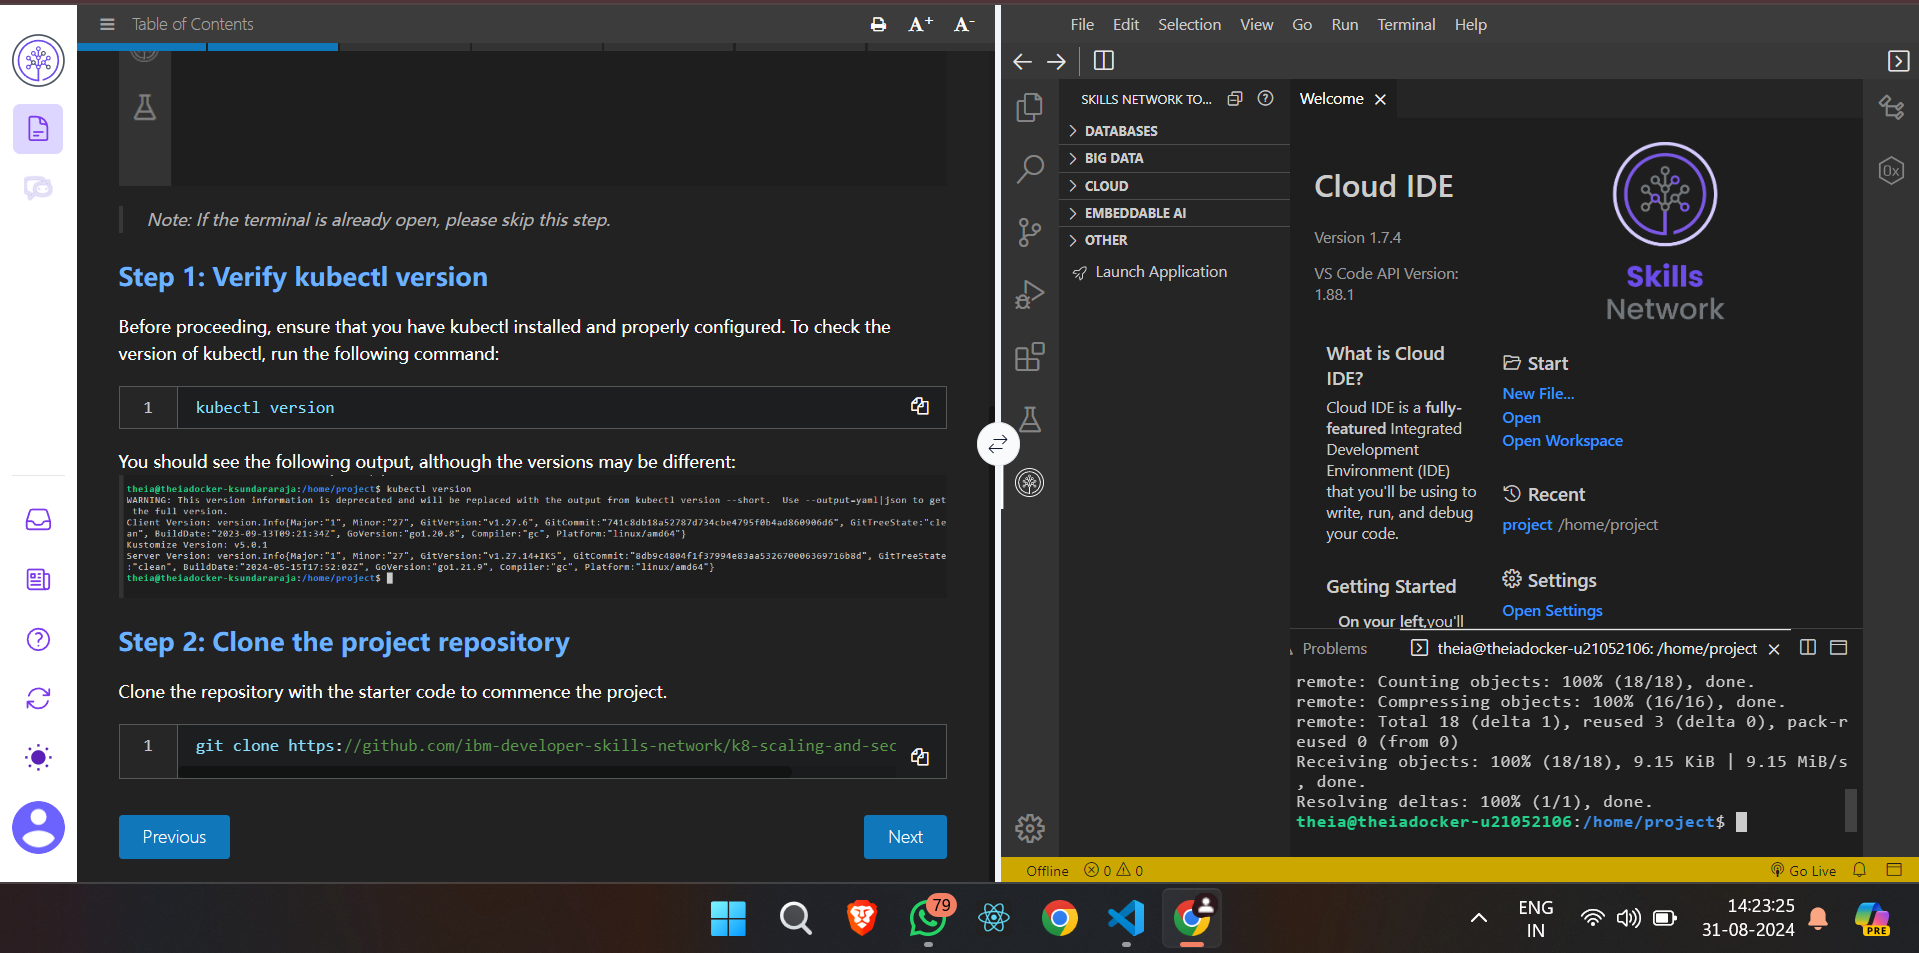 Table of Contents
A+
A-
Note: If the terminal is already open, please skip this step.
Step 1: Verify kubectl version
Before proceeding, ensure that you have kubectl installed and properly configured. To check the
version of kubectl, run the following command:
1
kubectl version
You should see the following output, although the versions may be different:
theia@theiadocker-ksundararaja:/home/project$ kubectl version
WARNING: This version information is deprecated and will be replaced with the output from kubectl version --short.  Use --output=yaml|json to get
the full version.
Client Version: version.Info{Major:"1", Minor:"27", GitVersion:"v1.27.6", GitCommit:"741c8db18a52787d734cbe4795f0b4ad860906d6", GitTreeState:"cle
an", BuildDate:"2023-09-13T09:21:34Z", GoVersion:"go1.20.8", Compiler:"gc", Platform:"linux/amd64"}
Kustomize Version: v5.0.1
Server Version: version.Info{Major:"1", Minor:"27", GitVersion:"v1.27.14+IKS", GitCommit:"8db9c4804f1f37994e83aa532670006369716b8d", GitTreeState
:"clean", BuildDate:"2024-05-15T17:52:02Z", GoVersion:"go1.21.9", Compiler:"gc", Platform:"linux/amd64"}
theia@theiadocker-ksundararaja:/home/project$
Step 2: Clone the project repository
Clone the repository with the starter code to commence the project.
1
git clone https://github.com/ibm-developer-skills-network/k8-scaling-and-sec
Previous
Next
File Edit Selection View Go Run Terminal Help
SKILLS NETWORK TO...
DATABASES
BIG DATA
CLOUD
EMBEDDABLE AI
OTHER
Launch Application
Welcome
0x
Cloud IDE
Version 1.7.4
VS Code API Version:
1.88.1
Skills
Network
What is Cloud
IDE?
Cloud IDE is a fully-
featured Integrated
Development
Environment (IDE)
that you'll be using to
write, run, and debug
your code.
Getting Started
On your left,you'll
Start
New File...
Open
Open Workspace
Recent
project /home/project
Settings
Open Settings
Problems
theia@theiadocker-u21052106: /home/project
remote: Counting objects: 100% (18/18), done.
remote: Compressing objects: 100% (16/16), done.
remote: Total 18 (delta 1), reused 3 (delta 0), pack-r
eused 0 (from 0)
Receiving objects: 100% (18/18), 9.15 KiB | 9.15 MiB/s
, done.
Resolving deltas: 100% (1/1), done.
theia@theiadocker-u21052106:/home/project$
Offline
0
0
Go Live
79
ENG
IN
14:23:25
31-08-2024
PRE